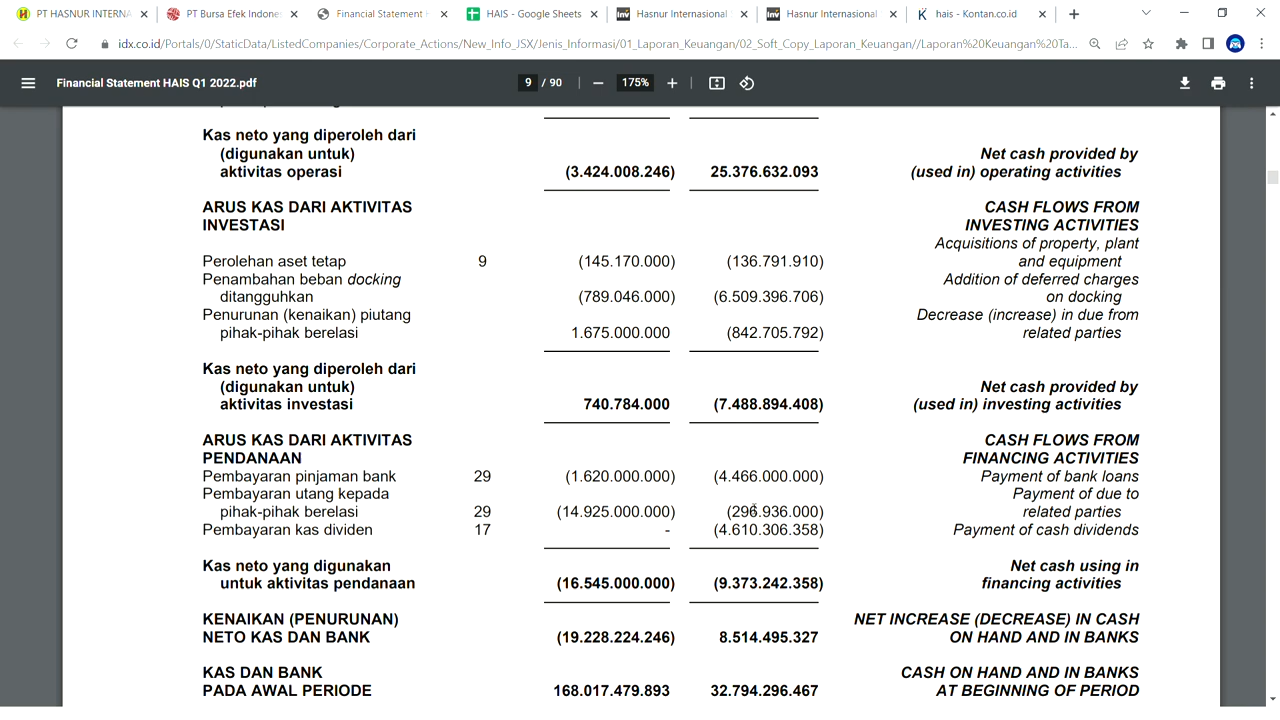 PT HASNUR INTERNA
PT Bursa Efek Indones
Financial Statement H
HAIS - Google Sheets
Hasnur Internasional
Hasnur Internasional
hais - Kontan.co.id
idx.co.id/Portals/0/StaticData/ListedCompanies/Corporate_Actions/New_Info_JSX/Jenis_Informasi/01_Laporan_Keuangan/02_Soft_Copy_Laporan_Keuangan//Laporan%20Keuangan%20Ta...
Financial Statement HAIS Q1 2022.pdf
9 / 90
175%
Kas neto yang diperoleh dari
(digunakan untuk) Net cash provided by
aktivitas operasi (3.424.008.246) 25.376.632.093 (used in) operating activities
ARUS KAS DARI AKTIVITAS CASH FLOWS FROM
INVESTASI INVESTING ACTIVITIES
Acquisitions of property, plant
Perolehan aset tetap 9 (145.170.000) (136.791.910) and equipment
Penambahan beban docking Addition of deferred charges
ditangguhkan (789.046.000) (6.509.396.706) on docking
Penurunan (kenaikan) piutang Decrease (increase) in due from
pihak-pihak berelasi 1.675.000.000 (842.705.792) related parties
Kas neto yang diperoleh dari
(digunakan untuk) Net cash provided by
aktivitas investasi 740.784.000 (7.488.894.408) (used in) investing activities
ARUS KAS DARI AKTIVITAS CASH FLOWS FROM
PENDANAAN FINANCING ACTIVITIES
Pembayaran pinjaman bank 29 (1.620.000.000) (4.466.000.000) Payment of bank loans
Pembayaran utang kepada Payment of due to
pihak-pihak berelasi 29 (14.925.000.000) (296.936.000) related parties
Pembayaran kas dividen 17 - (4.610.306.358) Payment of cash dividends
Kas neto yang digunakan Net cash using in
untuk aktivitas pendanaan (16.545.000.000) (9.373.242.358) financing activities
KENAIKAN (PENURUNAN) NET INCREASE (DECREASE) IN CASH
NETO KAS DAN BANK (19.228.224.246) 8.514.495.327 ON HAND AND IN BANKS
KAS DAN BANK CASH ON HAND AND IN BANKS
PADA AWAL PERIODE 168.017.479.893 32.794.296.467 AT BEGINNING OF PERIOD